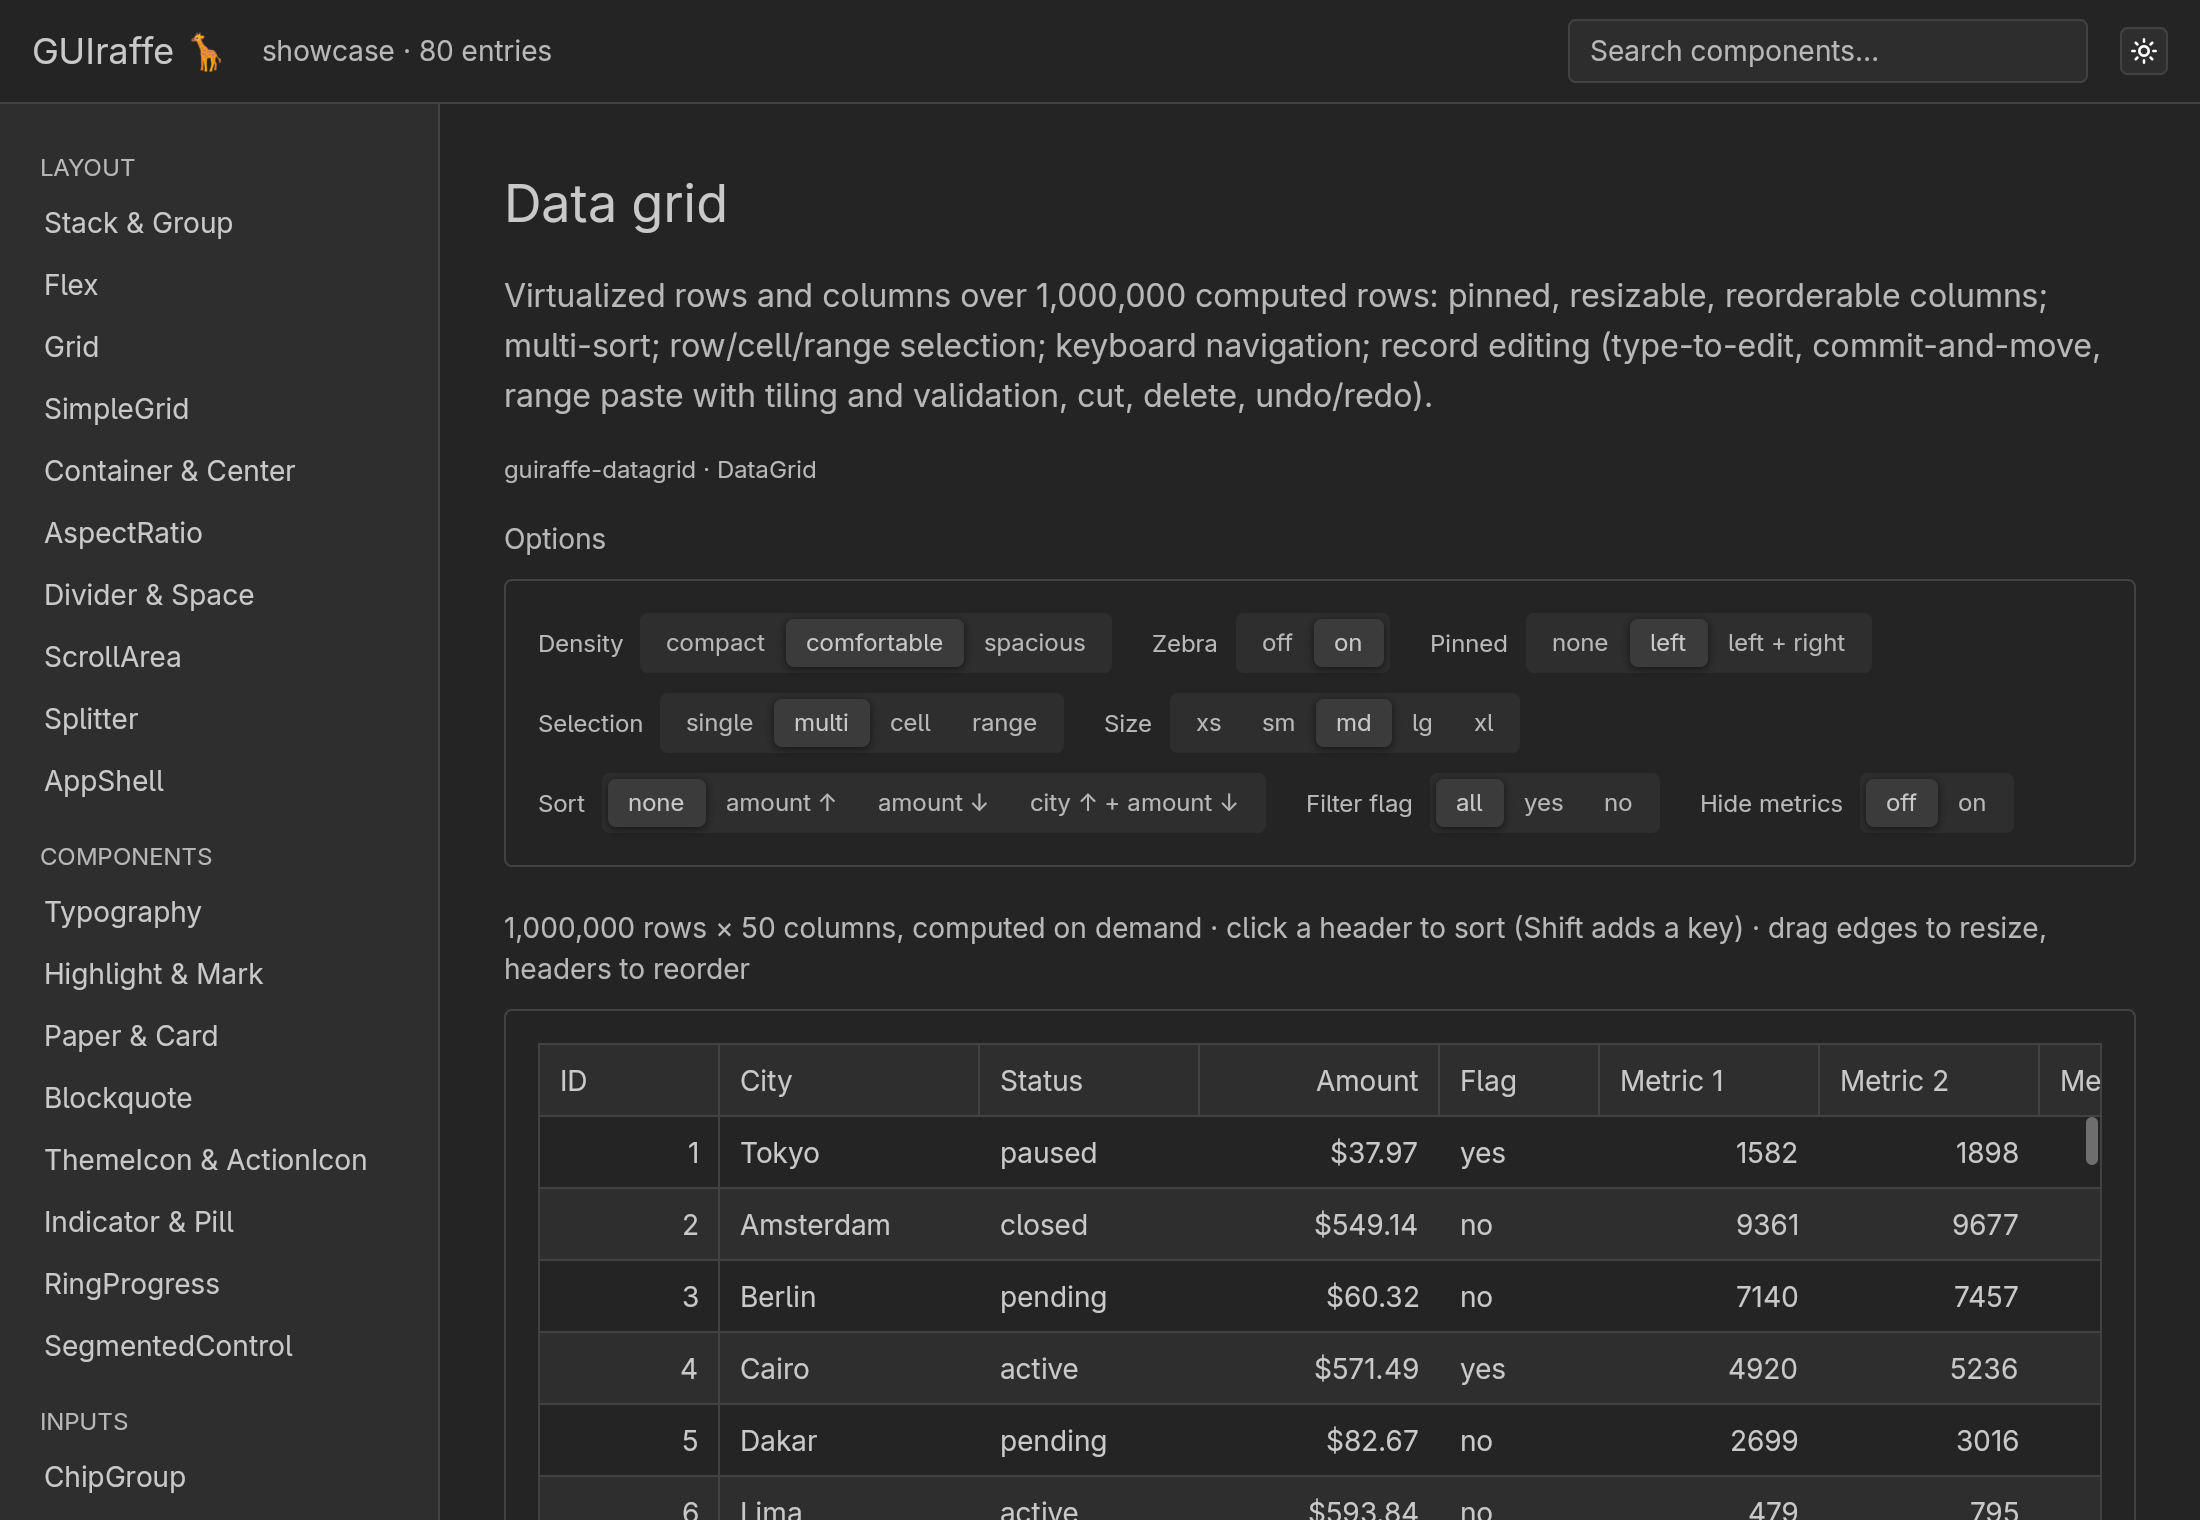 GUIraffe 🦒 showcase · 80 entries Search components...
LAYOUT
Stack & Group
Flex
Grid
SimpleGrid
Container & Center
AspectRatio
Divider & Space
ScrollArea
Splitter
AppShell
COMPONENTS
Typography
Highlight & Mark
Paper & Card
Blockquote
ThemeIcon & ActionIcon
Indicator & Pill
RingProgress
SegmentedControl
INPUTS
ChipGroup
Data grid
Virtualized rows and columns over 1,000,000 computed rows: pinned, resizable, reorderable columns;
multi-sort; row/cell/range selection; keyboard navigation; record editing (type-to-edit, commit-and-move,
range paste with tiling and validation, cut, delete, undo/redo).
guiraffe-datagrid · DataGrid
Options
Density compact comfortable spacious Zebra off on Pinned none left left + right
Selection single multi cell range Size xs sm md lg xl
Sort none amount ↑ amount ↓ city ↑ + amount ↓ Filter flag all yes no Hide metrics off on
1,000,000 rows × 50 columns, computed on demand · click a header to sort (Shift adds a key) · drag edges to resize,
headers to reorder
ID City Status Amount Flag Metric 1 Metric 2 Me
1 Tokyo paused $37.97 yes 1582 1898
2 Amsterdam closed $549.14 no 9361 9677
3 Berlin pending $60.32 no 7140 7457
4 Cairo active $571.49 yes 4920 5236
5 Dakar pending $82.67 no 2699 3016
6 Lima active $593.84 no 479 795